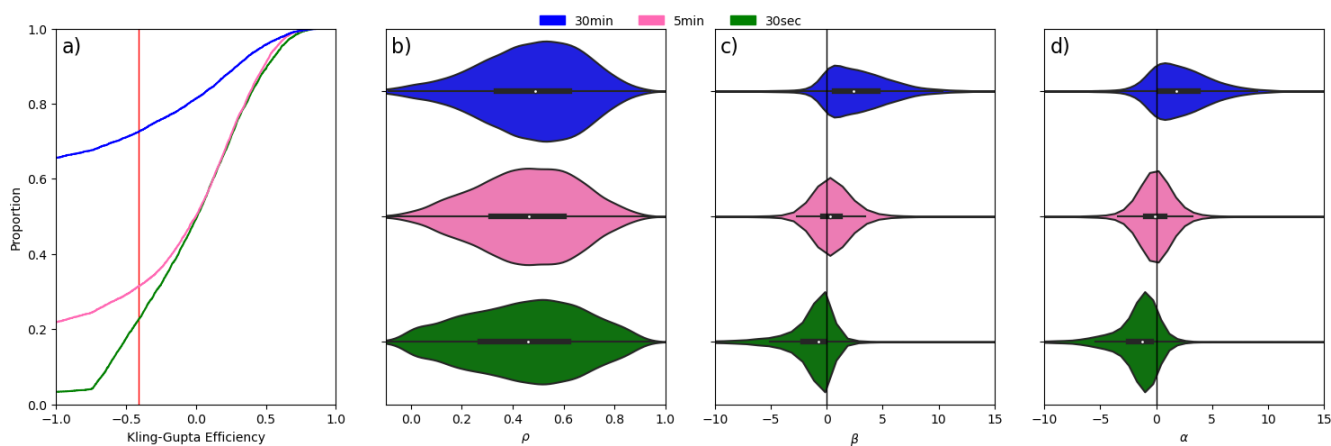 30min 5min 30sec
a)
1.0
0.8
0.6
0.4
0.2
0.0
Proportion
−1.0 −0.5 0.0 0.5 1.0
Kling-Gupta Efficiency
b)
0.0 0.2 0.4 0.6 0.8 1.0
ρ
c)
−10 −5 0 5 10 15
β
d)
−10 −5 0 5 10 15
α